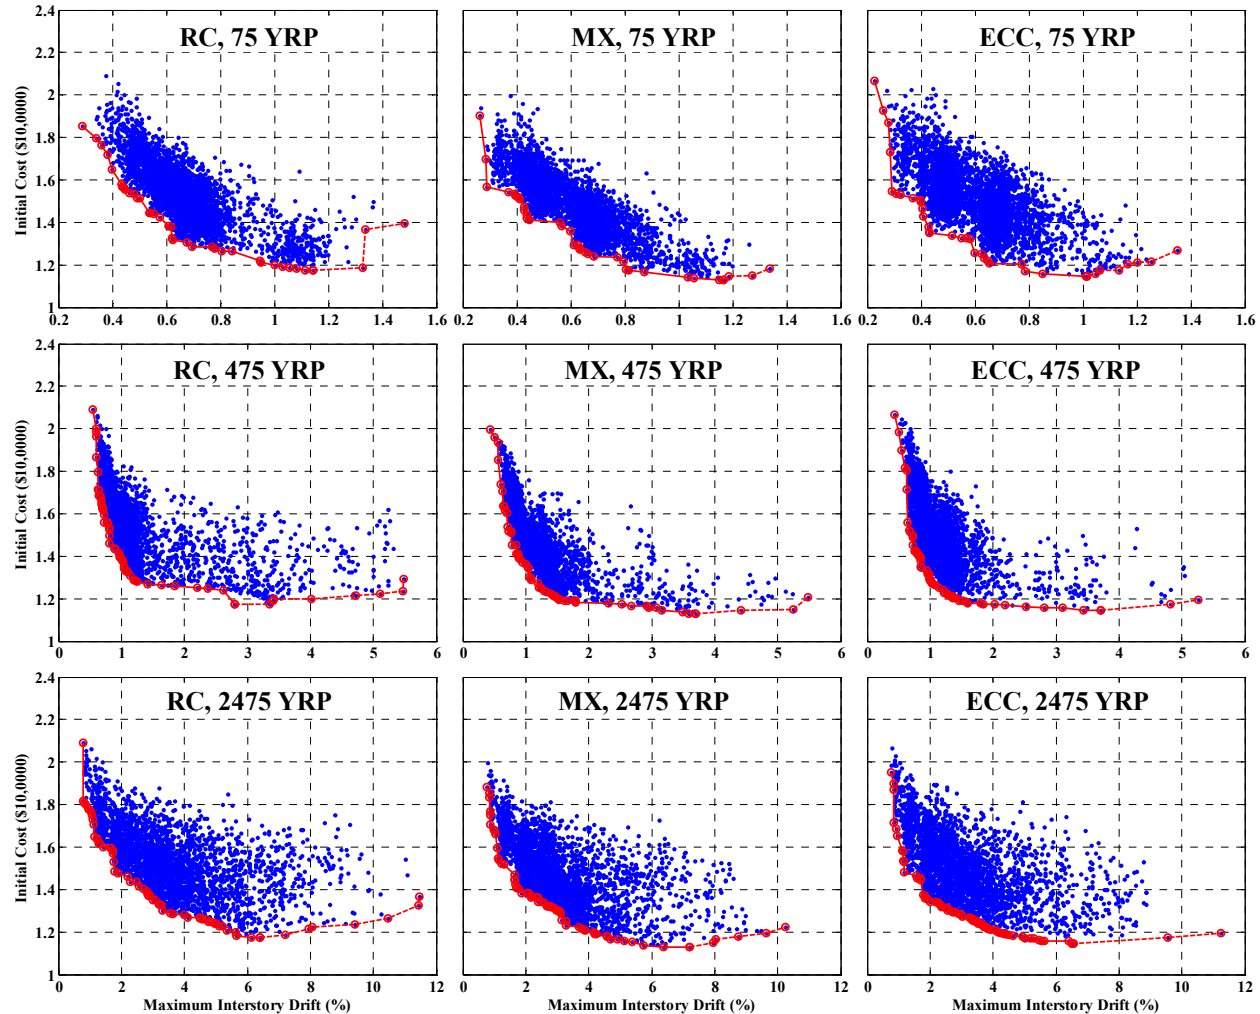 2.4
2.2
2
1.8
1.6
1.4
1.2
1
Initial Cost ($10,0000)
RC, 75 YRP
0.2 0.4 0.6 0.8 1 1.2 1.4 1.6
MX, 75 YRP
0.2 0.4 0.6 0.8 1 1.2 1.4 1.6
ECC, 75 YRP
0.2 0.4 0.6 0.8 1 1.2 1.4 1.6
2.4
2.2
2
1.8
1.6
1.4
1.2
1
Initial Cost ($10,0000)
RC, 475 YRP
0 1 2 3 4 5 6
MX, 475 YRP
0 1 2 3 4 5 6
ECC, 475 YRP
0 1 2 3 4 5 6
2.4
2.2
2
1.8
1.6
1.4
1.2
1
Initial Cost ($10,0000)
RC, 2475 YRP
0 2 4 6 8 10 12
Maximum Interstory Drift (%)
MX, 2475 YRP
0 2 4 6 8 10 12
Maximum Interstory Drift (%)
ECC, 2475 YRP
0 2 4 6 8 10 12
Maximum Interstory Drift (%)